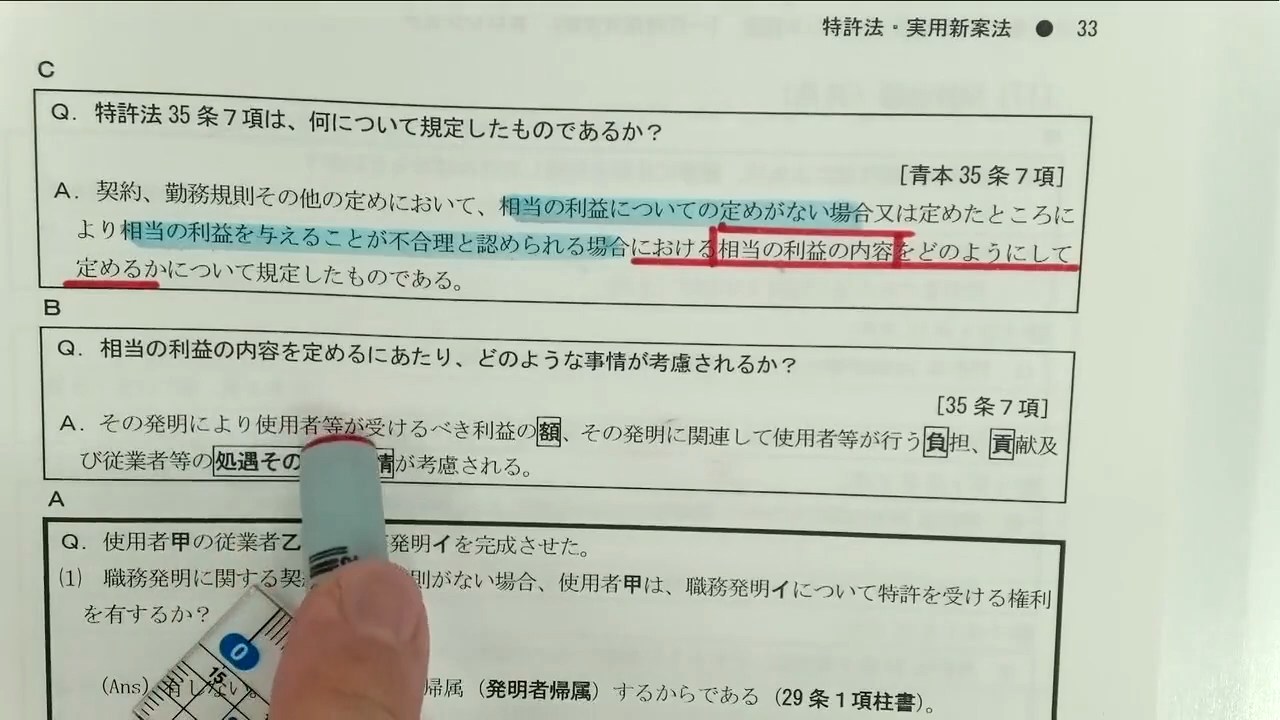 特許法・実用新案法 ● 33
C
Q. 特許法 35 条 7 項は、何について規定したものであるか？
[青本 35 条 7 項]
A. 契約、勤務規則その他の定めにおいて、相当の利益についての定めがない場合又は定めたところに
より相当の利益を与えることが不合理と認められる場合における相当の利益の内容をどのようにして
定めるかについて規定したものである。
B
Q. 相当の利益の内容を定めるにあたり、どのような事情が考慮されるか？
[35 条 7 項]
A. その発明により使用者等が受けるべき利益の額、その発明に関連して使用者等が行う負担、貢献及
び従業者等の処遇その 情が考慮される。
A
Q. 使用者甲の従業者乙 発明イを完成させた。
(1) 職務発明に関する契 則がない場合、使用者甲は、職務発明イについて特許を受ける権利
を有するか？
0
15
(Ans) 有しない。 帰属（発明者帰属）するからである（29 条 1 項柱書）。